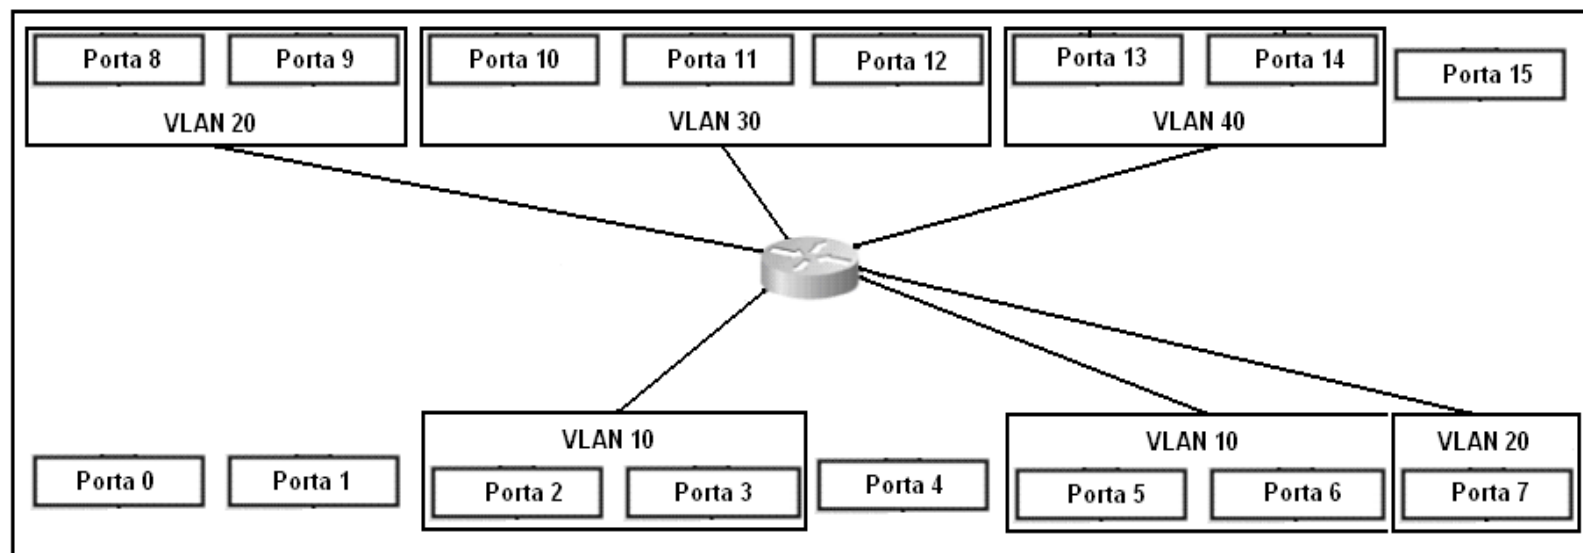 Porta 8 Porta 9 Porta 10 Porta 11 Porta 12 Porta 13 Porta 14 Porta 15
VLAN 20 VLAN 30 VLAN 40
VLAN 10 VLAN 10 VLAN 20
Porta 0 Porta 1 Porta 2 Porta 3 Porta 4 Porta 5 Porta 6 Porta 7